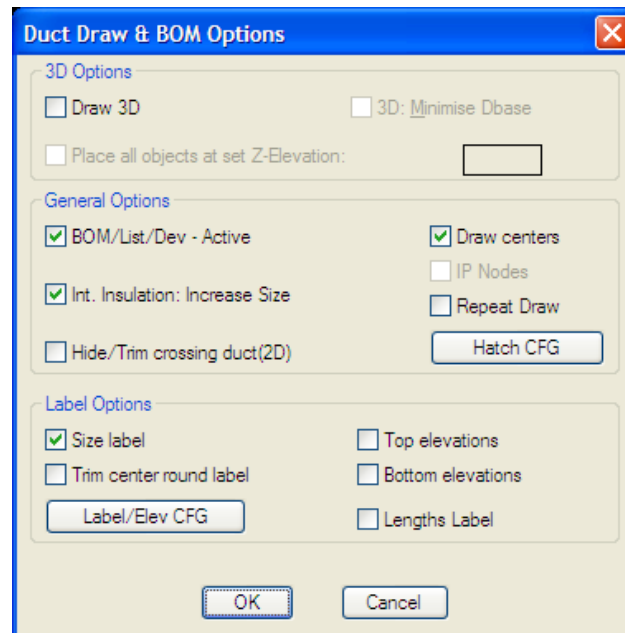 Duct Draw & BOM Options
3D Options
Draw 3D
3D: Minimise Dbase
Place all objects at set Z-Elevation:
General Options
BOM/List/Dev - Active
Draw centers
IP Nodes
Int. Insulation: Increase Size
Repeat Draw
Hide/Trim crossing duct(2D)
Hatch CFG
Label Options
Size label
Top elevations
Trim center round label
Bottom elevations
Label/Elev CFG
Lengths Label
OK
Cancel